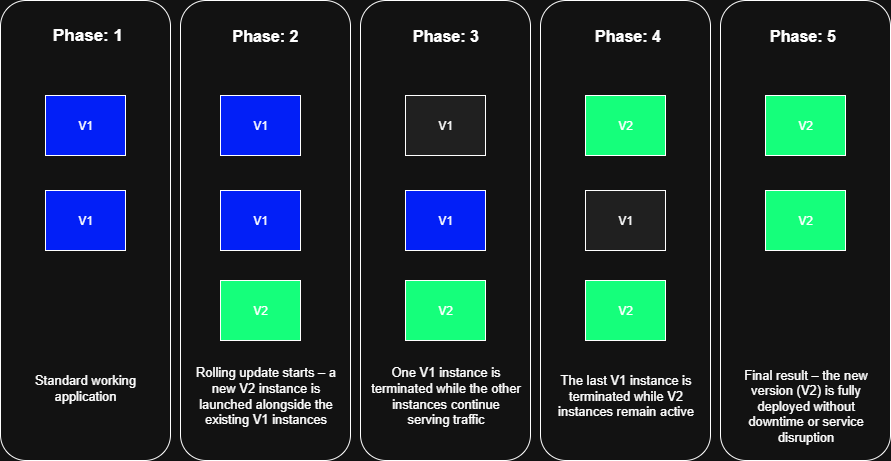 Phase: 1
V1
V1
Standard working
application
Phase: 2
V1
V1
V2
Rolling update starts – a
new V2 instance is
launched alongside the
existing V1 instances
Phase: 3
V1
V1
V2
One V1 instance is
terminated while the other
instances continue
serving traffic
Phase: 4
V2
V1
V2
The last V1 instance is
terminated while V2
instances remain active
Phase: 5
V2
V2
Final result – the new
version (V2) is fully
deployed without
downtime or service
disruption